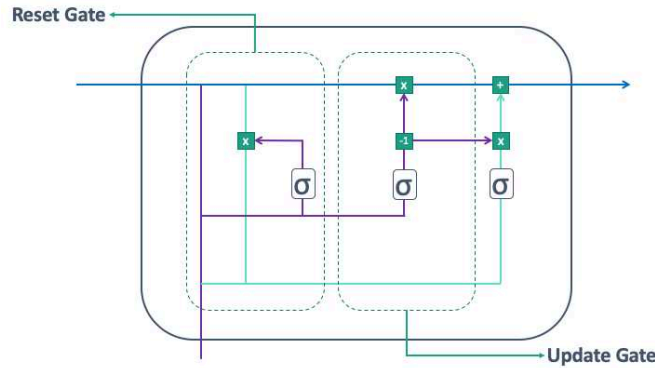 Reset Gate
x
+
x
-1
x
σ
σ
σ
Update Gate